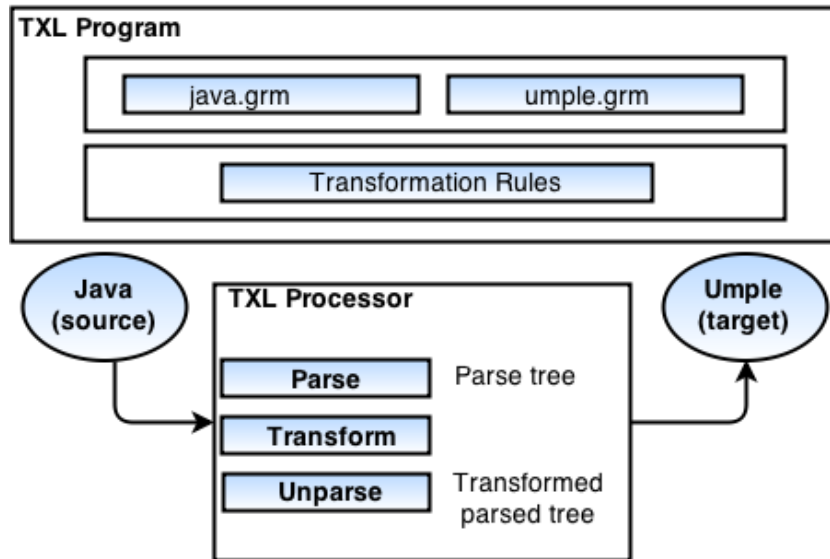 TXL Program
java.grm
umple.grm
Transformation Rules
Java
(source)
TXL Processor
Umple
(target)
Parse
Parse tree
Transform
Unparse
Transformed
parsed tree